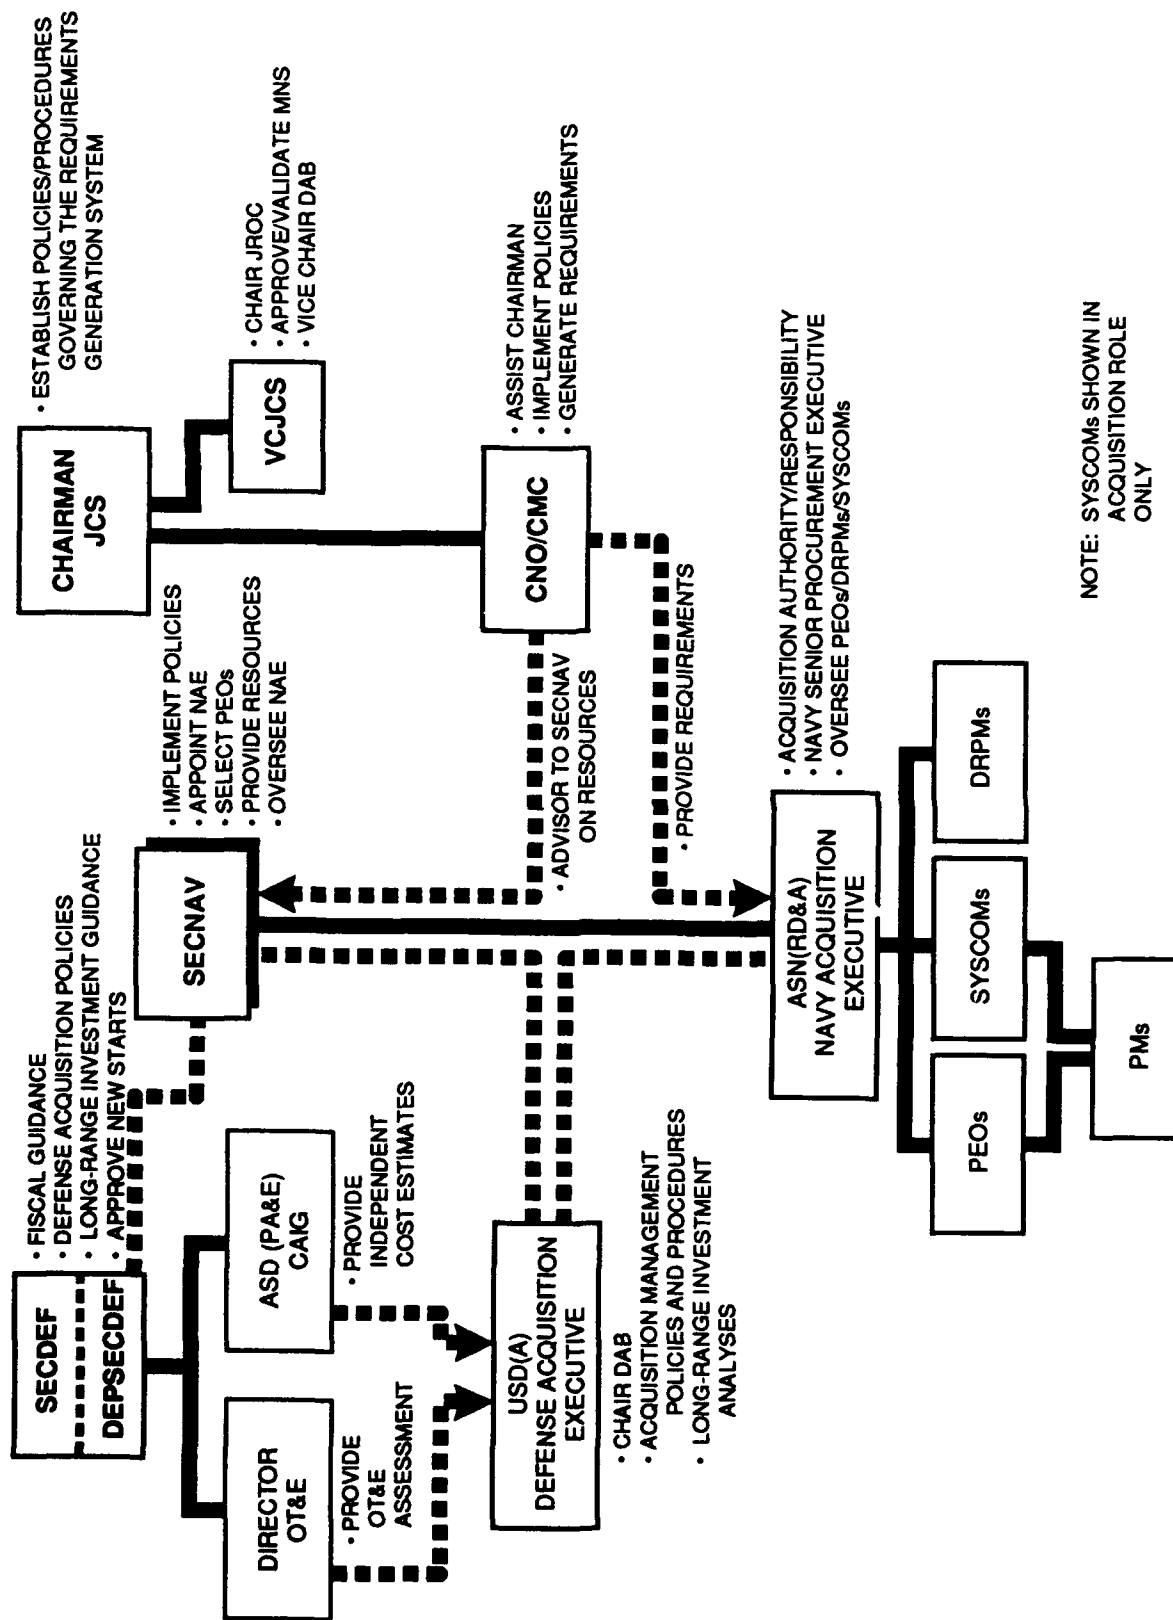 SECDEF
DEPSECDEF
• FISCAL GUIDANCE
• DEFENSE ACQUISITION POLICIES
• LONG-RANGE INVESTMENT GUIDANCE
• APPROVE NEW STARTS
CHAIRMAN
JCS
• ESTABLISH POLICIES/PROCEDURES
GOVERNING THE REQUIREMENTS
GENERATION SYSTEM
SECNAV
• IMPLEMENT POLICIES
• APPOINT NAE
• SELECT PEOs
• PROVIDE RESOURCES
• OVERSEE NAE
VCJCS
• CHAIR JROC
• APPROVE/VALIDATE MNS
• VICE CHAIR DAB
DIRECTOR
OT&E
• PROVIDE
OT&E
ASSESSMENT
ASD (PA&E)
CAIG
• PROVIDE
INDEPENDENT
COST ESTIMATES
CNO/CMC
• ASSIST CHAIRMAN
• IMPLEMENT POLICIES
• GENERATE REQUIREMENTS
• ADVISOR TO SECNAV
ON RESOURCES
• PROVIDE REQUIREMENTS
USD(A)
DEFENSE ACQUISITION
EXECUTIVE
• CHAIR DAB
• ACQUISITION MANAGEMENT
POLICIES AND PROCEDURES
• LONG-RANGE INVESTMENT
ANALYSES
ASN(RD&A)
NAVY ACQUISITION
EXECUTIVE
• ACQUISITION AUTHORITY/RESPONSIBILITY
• NAVY SENIOR PROCUREMENT EXECUTIVE
• OVERSEE PEOs/DRPMs/SYSCOMs
PEOs
SYSCOMs
DRPMs
PMs
NOTE: SYSCOMs SHOWN IN
ACQUISITION ROLE
ONLY